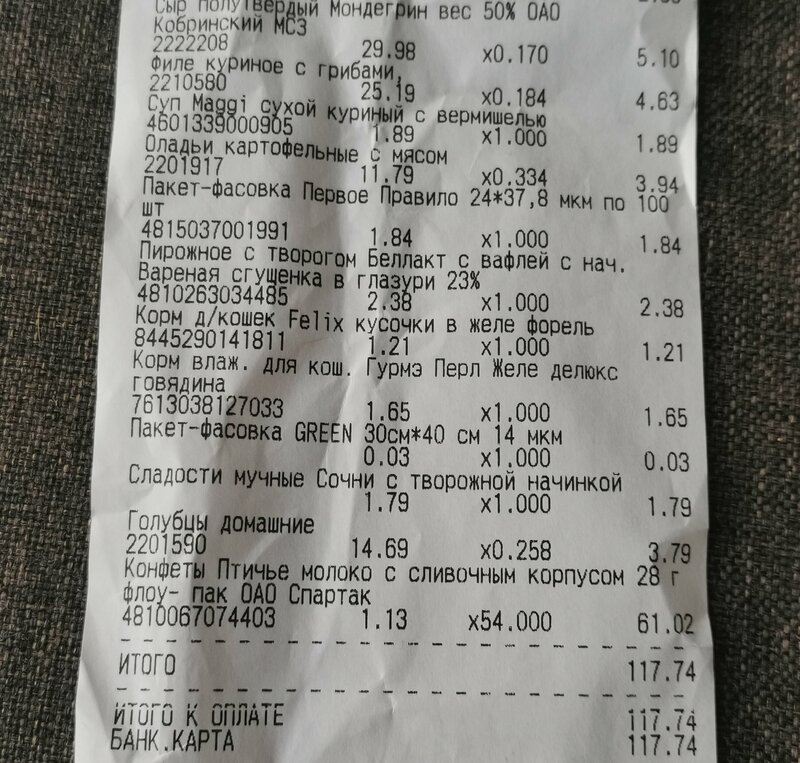 Сыр полутвердый Мондегрин вес 50% ОАО
Кобринский МСЗ
2222208 29.98 x0.170 5.10
Филе куриное с грибами,
2210580 25.19 x0.184 4.63
Суп Maggi сухой куриный с вермишелью
4601339000905 1.89 x1.000 1.89
Оладьи картофельные с мясом
2201917 11.79 x0.334 3.94
Пакет-фасовка Первое Правило 24*37,8 мкм по 100
шт
4815037001991 1.84 x1.000 1.84
Пирожное с творогом Беллакт с вафлей с нач.
Вареная сгущенка в глазури 23%
4810263034485 2.38 x1.000 2.38
Корм д/кошек Felix кусочки в желе форель
8445290141811 1.21 x1.000 1.21
Корм влаж. для кош. Гурмэ Перл Желе делюкс
говядина
7613038127033 1.65 x1.000 1.65
Пакет-фасовка GREEN 30см*40 см 14 мкм
0.03 x1.000 0.03
Сладости мучные Сочни с творожной начинкой
1.79 x1.000 1.79
Голубцы домашние
2201590 14.69 x0.258 3.79
Конфеты Птичье молоко с сливочным корпусом 28 г
флоу- пак ОАО Спартак
4810067074403 1.13 x54.000 61.02
ИТОГО 117.74
ИТОГО К ОПЛАТЕ 117.74
БАНК.КАРТА 117.74